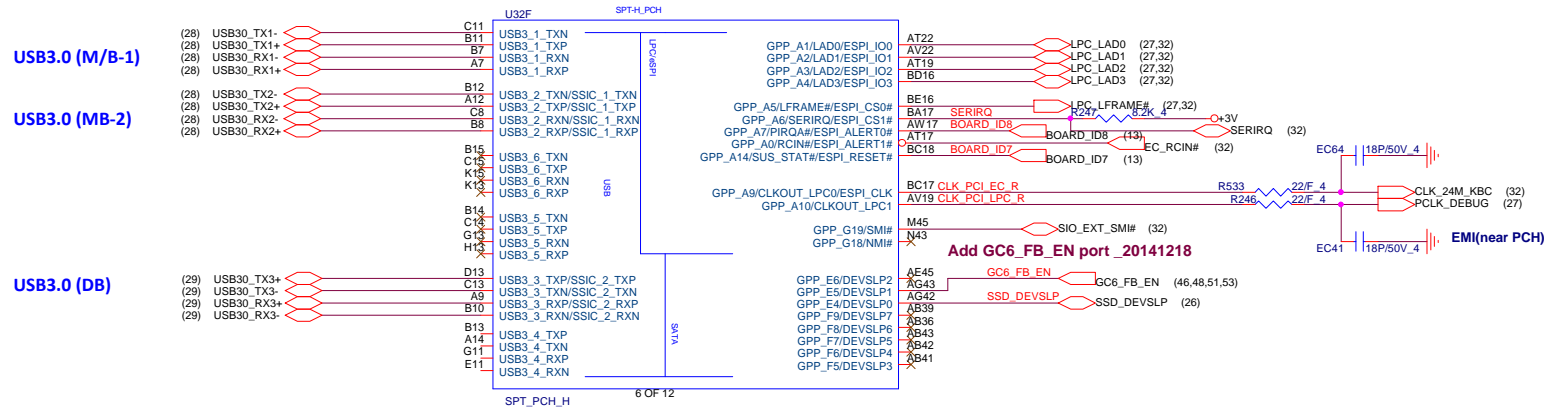 U32F
SPT-H_PCH
USB3.0 (M/B-1)
(28) USB30_TX1- C11 USB3_1_TXN
(28) USB30_TX1+ B11 USB3_1_TXP
(28) USB30_RX1- B7 USB3_1_RXN
(28) USB30_RX1+ A7 USB3_1_RXP
USB3.0 (MB-2)
(28) USB30_TX2- B12 USB3_2_TXN/SSIC_1_TXN
(28) USB30_TX2+ A12 USB3_2_TXP/SSIC_1_TXP
(28) USB30_RX2- C8 USB3_2_RXN/SSIC_1_RXN
(28) USB30_RX2+ B8 USB3_2_RXP/SSIC_1_RXP
B15 USB3_6_TXN
C15 USB3_6_TXP
K15 USB3_6_RXN
K13 USB3_6_RXP
B14 USB3_5_TXN
C14 USB3_5_TXP
G13 USB3_5_RXN
H13 USB3_5_RXP
USB3.0 (DB)
(29) USB30_TX3+ D13 USB3_3_TXP/SSIC_2_TXP
(29) USB30_TX3- C13 USB3_3_TXN/SSIC_2_TXN
(29) USB30_RX3+ A9 USB3_3_RXP/SSIC_2_RXP
(29) USB30_RX3- B10 USB3_3_RXN/SSIC_2_RXN
B13 USB3_4_TXP
A14 USB3_4_TXN
G11 USB3_4_RXP
E11 USB3_4_RXN
LPC/eSPI
USB
SATA
GPP_A1/LAD0/ESPI_IO0 AT22 LPC_LAD0 (27,32)
GPP_A2/LAD1/ESPI_IO1 AV22 LPC_LAD1 (27,32)
GPP_A3/LAD2/ESPI_IO2 AT19 LPC_LAD2 (27,32)
GPP_A4/LAD3/ESPI_IO3 BD16 LPC_LAD3 (27,32)
GPP_A5/LFRAME#/ESPI_CS0# BE16 LPC_LFRAME# (27,32)
GPP_A6/SERIRQ/ESPI_CS1# BA17 SERIRQ R247 8.2K_4 +3V
SERIRQ (32)
GPP_A7/PIRQA#/ESPI_ALERT0# AW17 BOARD_ID8 BOARD_ID8 (13)
GPP_A0/RCIN#/ESPI_ALERT1# AT17 EC_RCIN# (32)
GPP_A14/SUS_STAT#/ESPI_RESET# BC18 BOARD_ID7 BOARD_ID7 (13)
EC64 18P/50V_4
GPP_A9/CLKOUT_LPC0/ESPI_CLK BC17 CLK_PCI_EC_R R533 22/F_4 CLK_24M_KBC (32)
GPP_A10/CLKOUT_LPC1 AV19 CLK_PCI_LPC_R R246 22/F_4 PCLK_DEBUG (27)
GPP_G19/SMI# M45 SIO_EXT_SMI# (32)
GPP_G18/NMI# N43
EC41 18P/50V_4 EMI(near PCH)
Add GC6_FB_EN port _20141218
GPP_E6/DEVSLP2 AE45
GPP_E5/DEVSLP1 AG43 GC6_FB_EN GC6_FB_EN (46,48,51,53)
GPP_E4/DEVSLP0 AG42 SSD_DEVSLP SSD_DEVSLP (26)
GPP_F9/DEVSLP7 AB39
GPP_F8/DEVSLP6 AB36
GPP_F7/DEVSLP5 AB43
GPP_F6/DEVSLP4 AB42
GPP_F5/DEVSLP3 AB41
6 OF 12
SPT_PCH_H